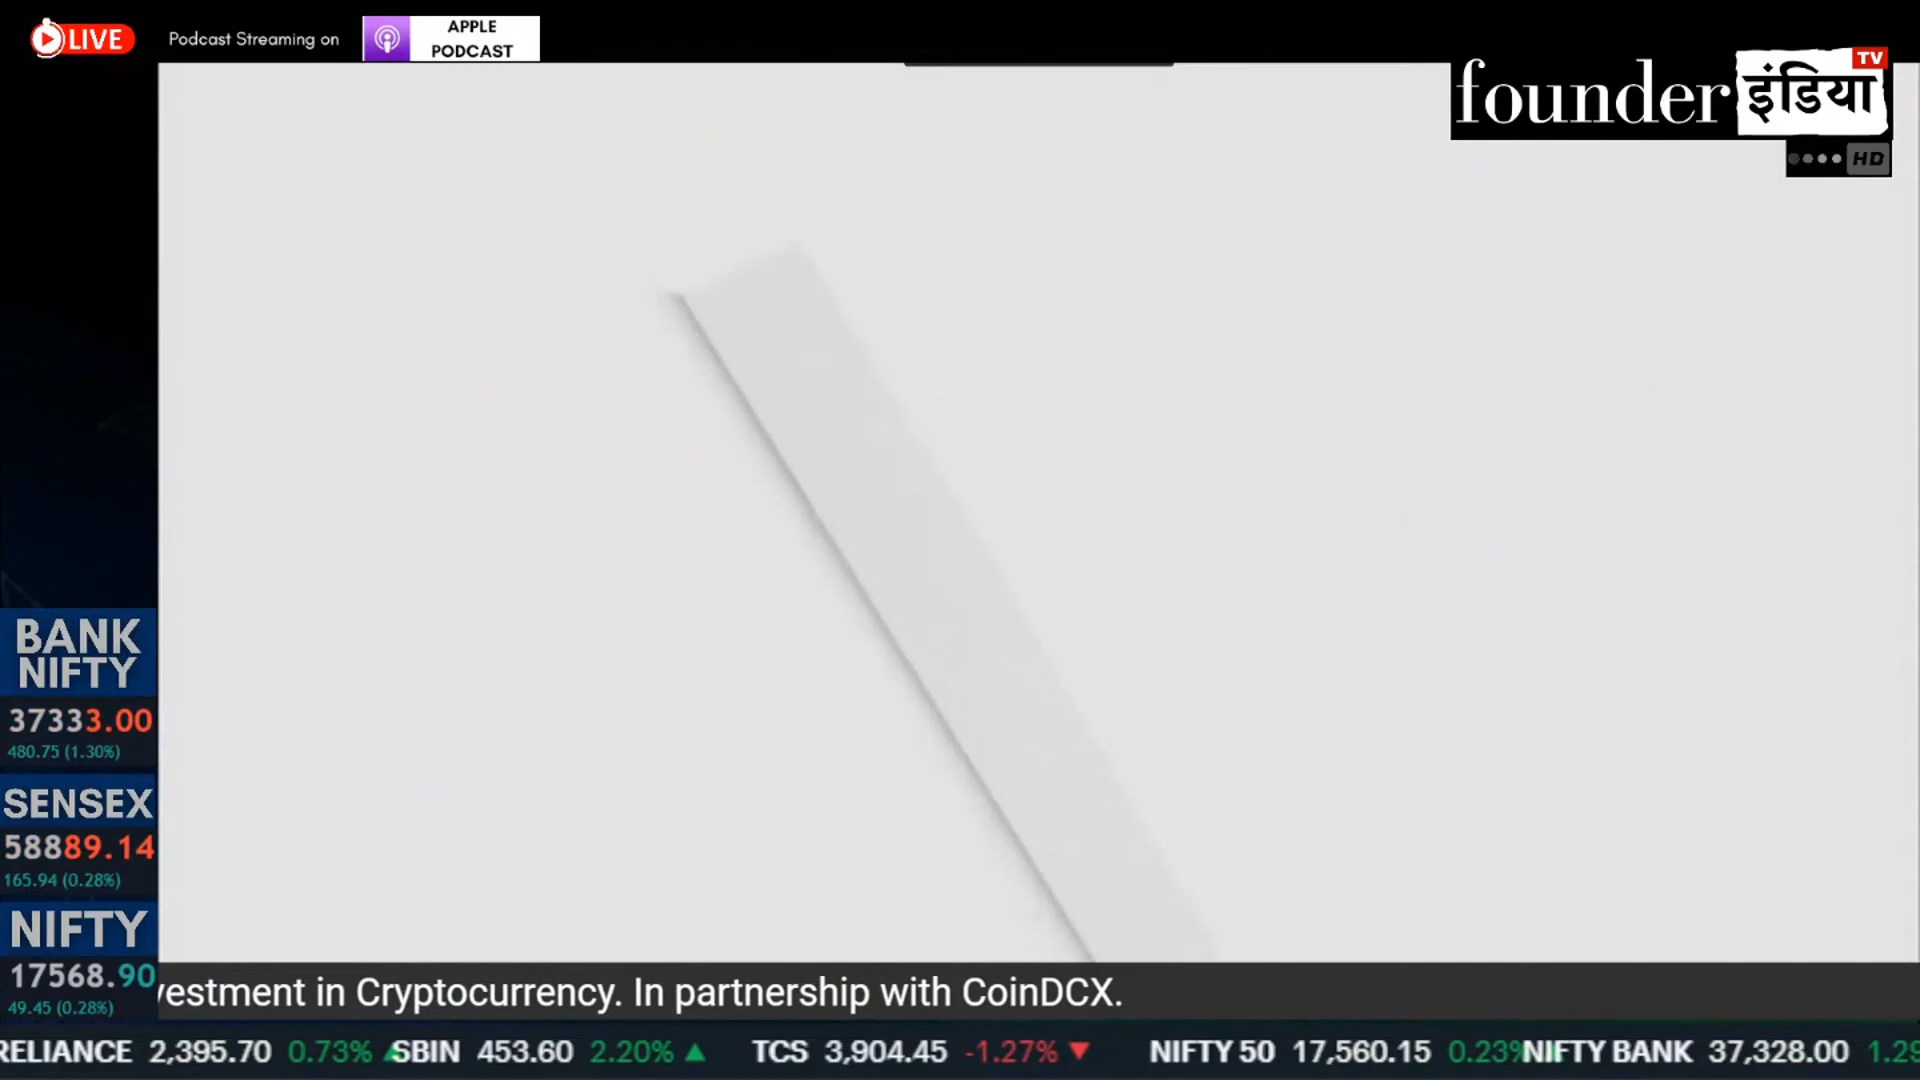 LIVE
Podcast Streaming on
APPLE
PODCAST
founder इंडिया TV
HD
BANK
NIFTY
37333.00
480.75 (1.30%)
SENSEX
58889.14
165.94 (0.28%)
NIFTY
17568.90
49.45 (0.28%)
vestment in Cryptocurrency. In partnership with CoinDCX.
RELIANCE 2,395.70 0.73% SBIN 453.60 2.20% ▲ TCS 3,904.45 -1.27% ▼ NIFTY 50 17,560.15 0.23% NIFTY BANK 37,328.00 1.29